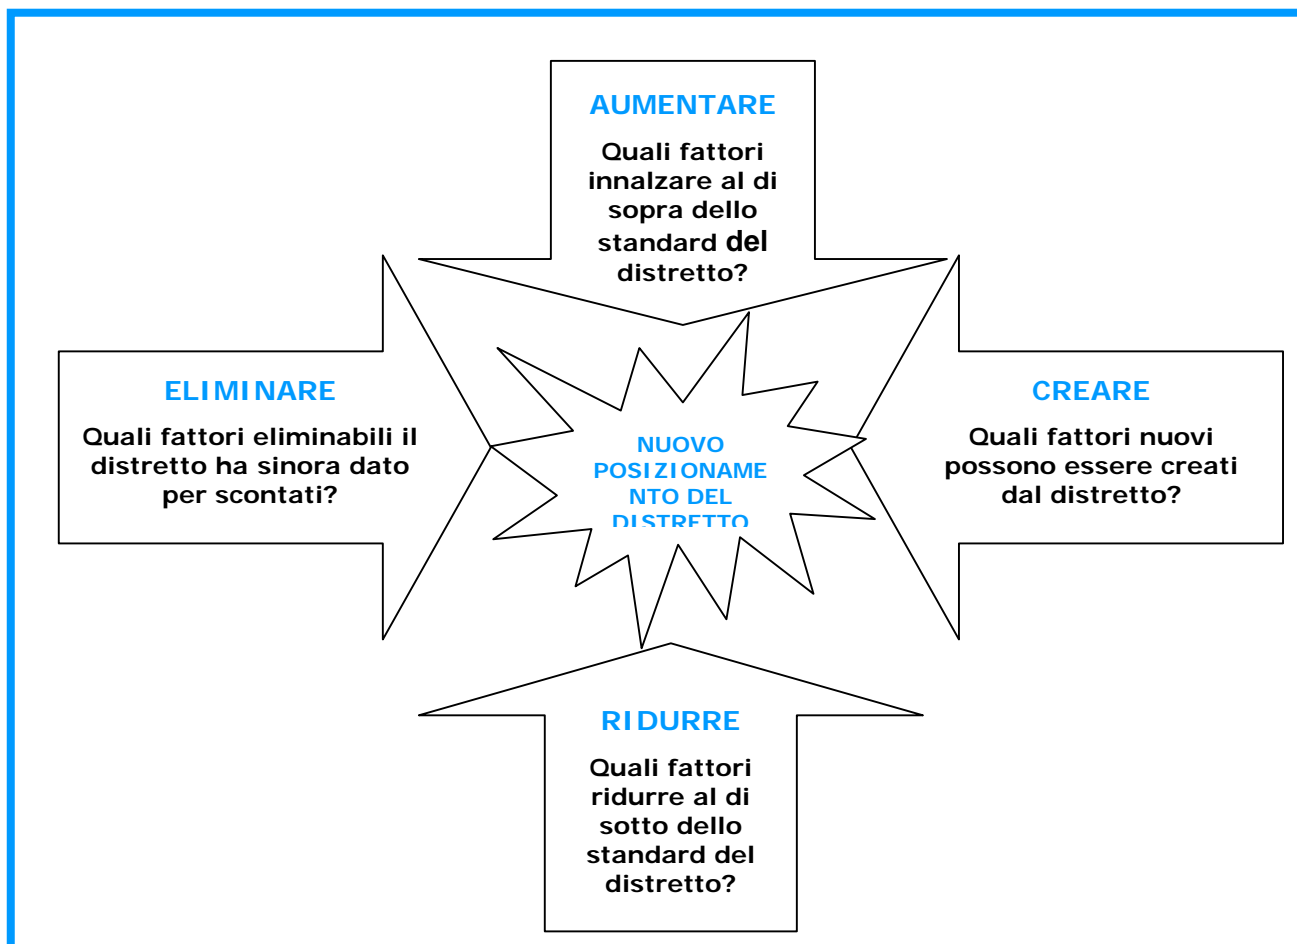 AUMENTARE
Quali fattori
innalzare al di
sopra dello
standard del
distretto?
ELIMINARE
Quali fattori eliminabili il
distretto ha sinora dato
per scontati?
NUOVO
POSIZIONAME
NTO DEL
DISTRETTO
CREARE
Quali fattori nuovi
possono essere creati
dal distretto?
RIDURRE
Quali fattori
ridurre al di
sotto dello
standard del
distretto?